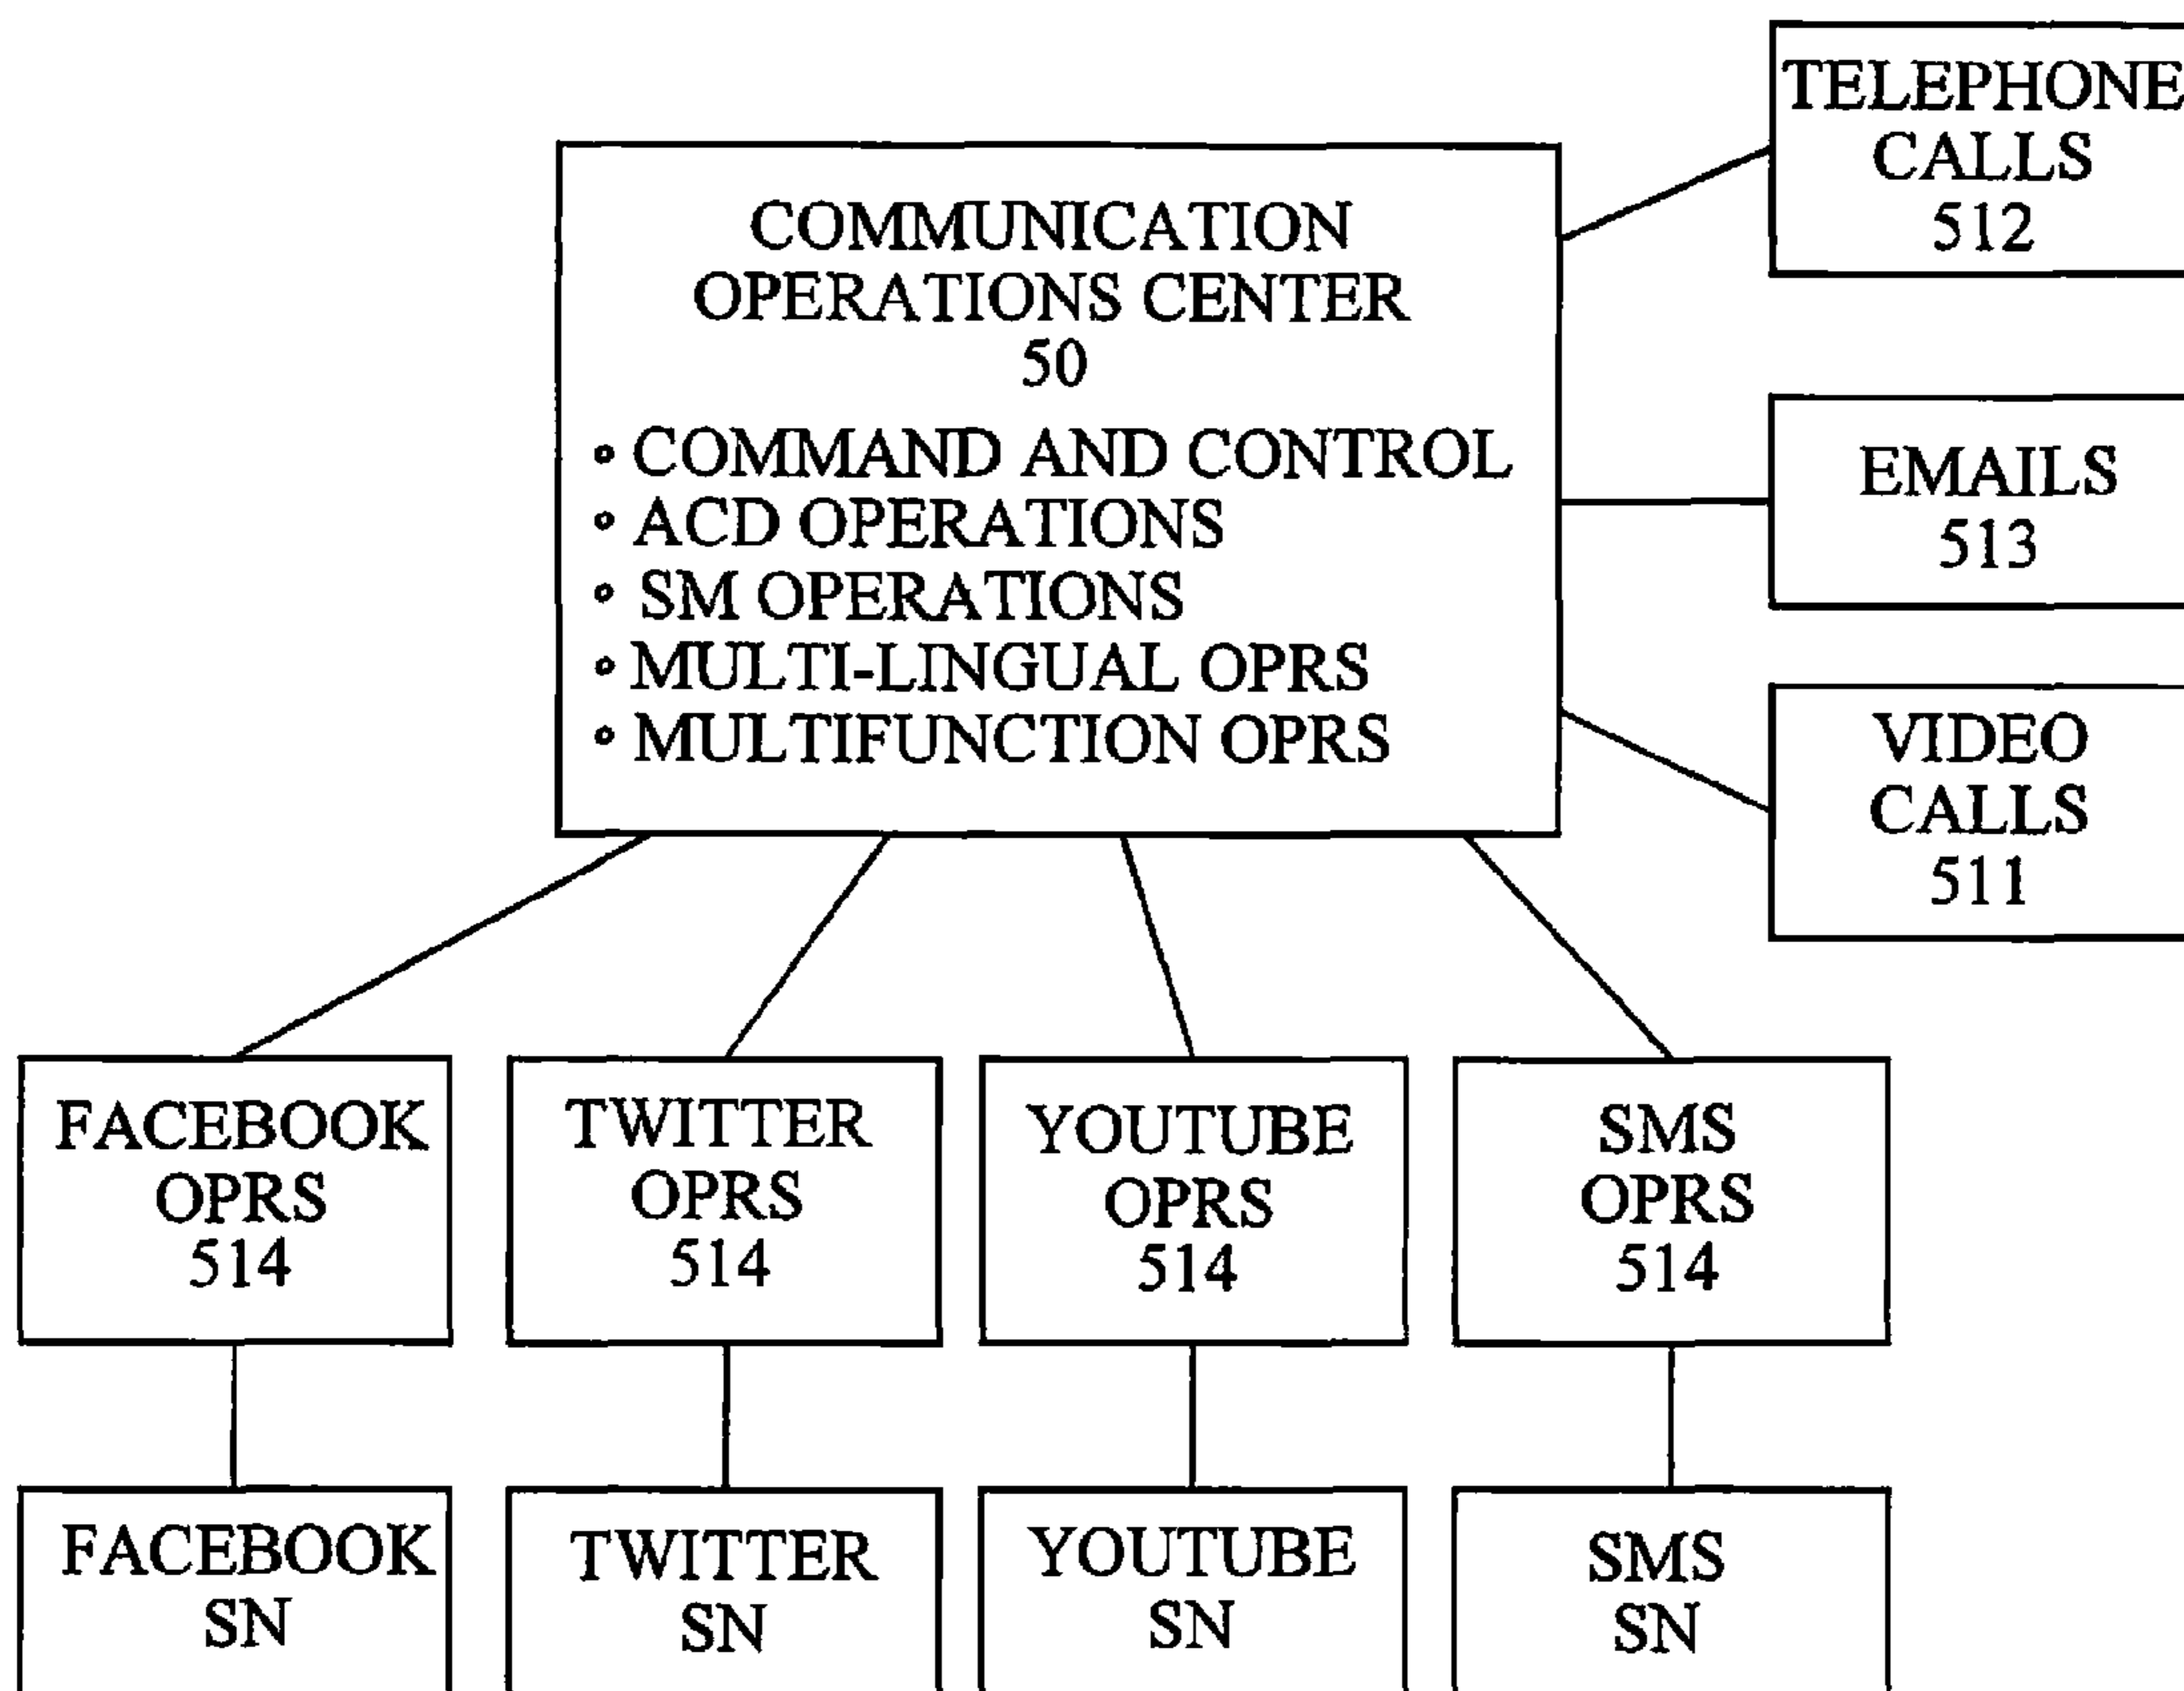 TELEPHONE
CALLS
512
COMMUNICATION
OPERATIONS CENTER
50
• COMMAND AND CONTROL
• ACD OPERATIONS
• SM OPERATIONS
• MULTI-LINGUAL OPRS
• MULTIFUNCTION OPRS
EMAILS
513
VIDEO
CALLS
511
FACEBOOK
OPRS
514
TWITTER
OPRS
514
YOUTUBE
OPRS
514
SMS
OPRS
514
FACEBOOK
SN
TWITTER
SN
YOUTUBE
SN
SMS
SN